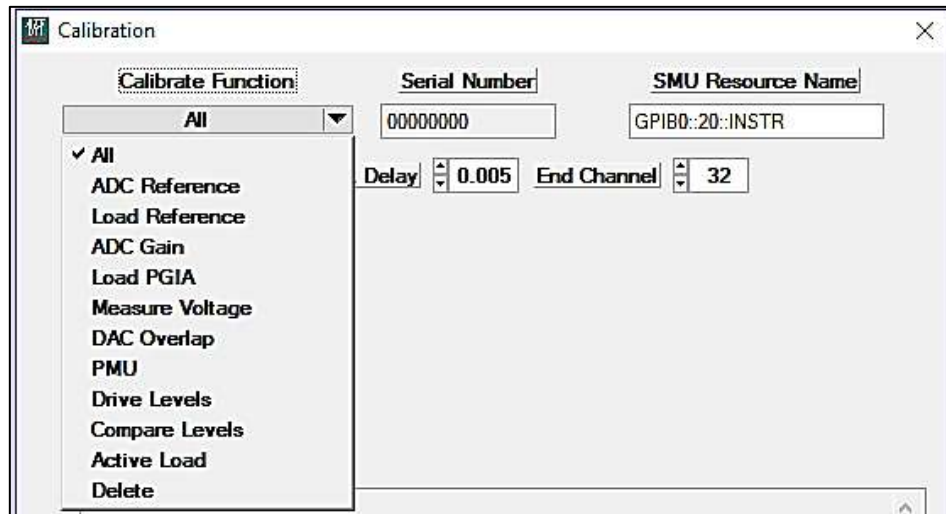 Calibration
Calibrate Function
Serial Number
SMU Resource Name
All
00000000
GPIB0::20::INSTR
Delay
0.005
End Channel
32
All
ADC Reference
Load Reference
ADC Gain
Load PGIA
Measure Voltage
DAC Overlap
PMU
Drive Levels
Compare Levels
Active Load
Delete